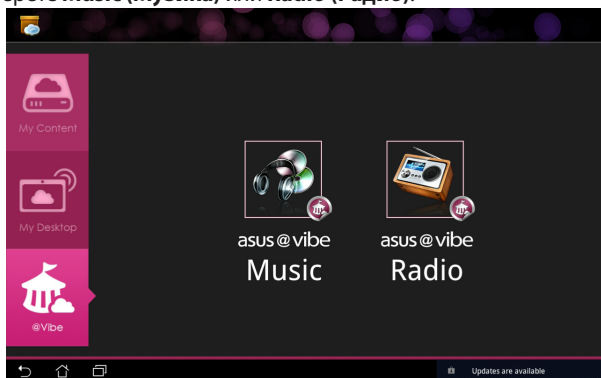 Music (Музыка) или Radio (Радио).
My Content
My Desktop
@Vibe
asus@vibe
Music
asus@vibe
Radio
Updates are available